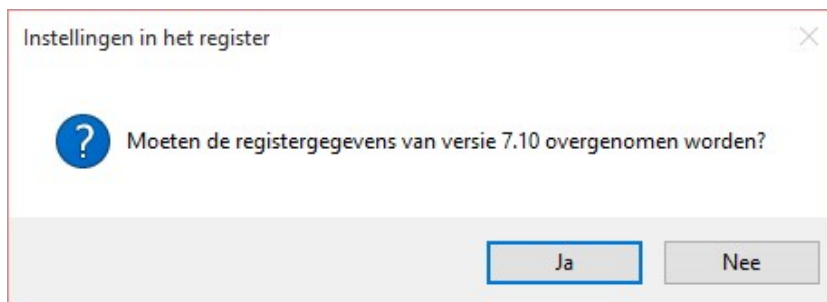 Instellingen in het register
?
Moeten de registergegevens van versie 7.10 overgenomen worden?
Ja
Nee